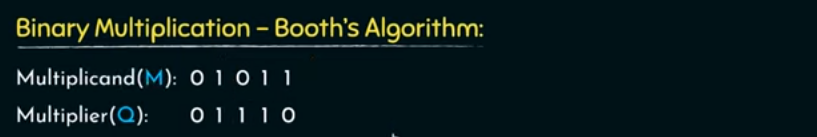 Binary Multiplication – Booth's Algorithm:
Multiplicand(M): 0 1 0 1 1
Multiplier(Q): 0 1 1 1 0